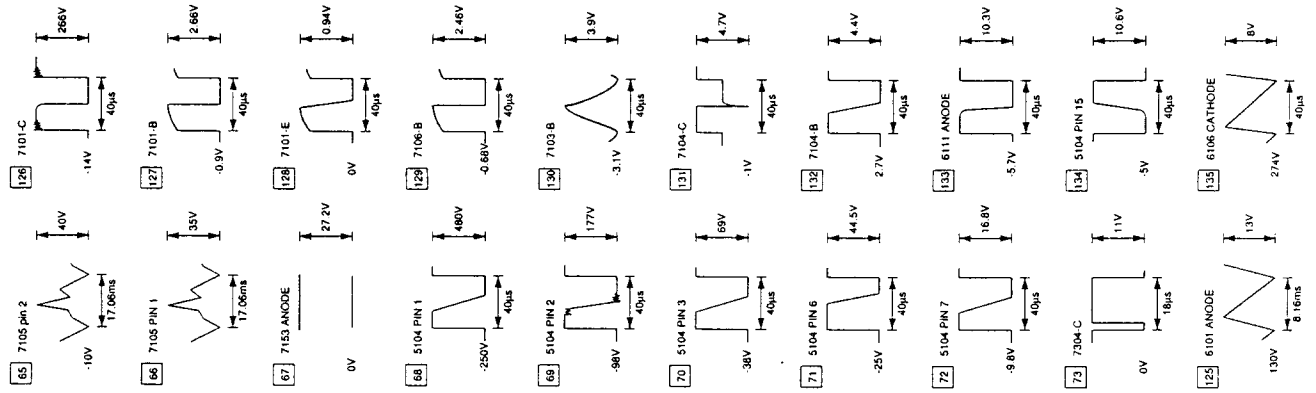 65 7105 pin 2
40V
-10V
17.06ms
66 7105 PIN 1
35V
17.06ms
67 7153 ANODE
27.2V
0V
68 5104 PIN 1
480V
-250V
40µs
69 5104 PIN 2
177V
-98V
40µs
70 5104 PIN 3
69V
-38V
40µs
71 5104 PIN 6
44.5V
-25V
40µs
72 5104 PIN 7
16.8V
-9.8V
40µs
73 7304-C
11V
0V
18µs
125 6101 ANODE
13V
130V
8.16ms
126 7101-C
266V
-14V
40µs
127 7101-B
2.66V
-0.9V
40µs
128 7101-E
0.94V
0V
40µs
129 7106-B
2.46V
-0.68V
40µs
130 7103-B
3.9V
-3.1V
40µs
131 7104-C
4.7V
-1V
40µs
132 7104-B
4.4V
2.7V
40µs
133 6111 ANODE
10.3V
-5.7V
40µs
134 5104 PIN 15
10.6V
-5V
40µs
135 6106 CATHODE
8V
274V
40µs